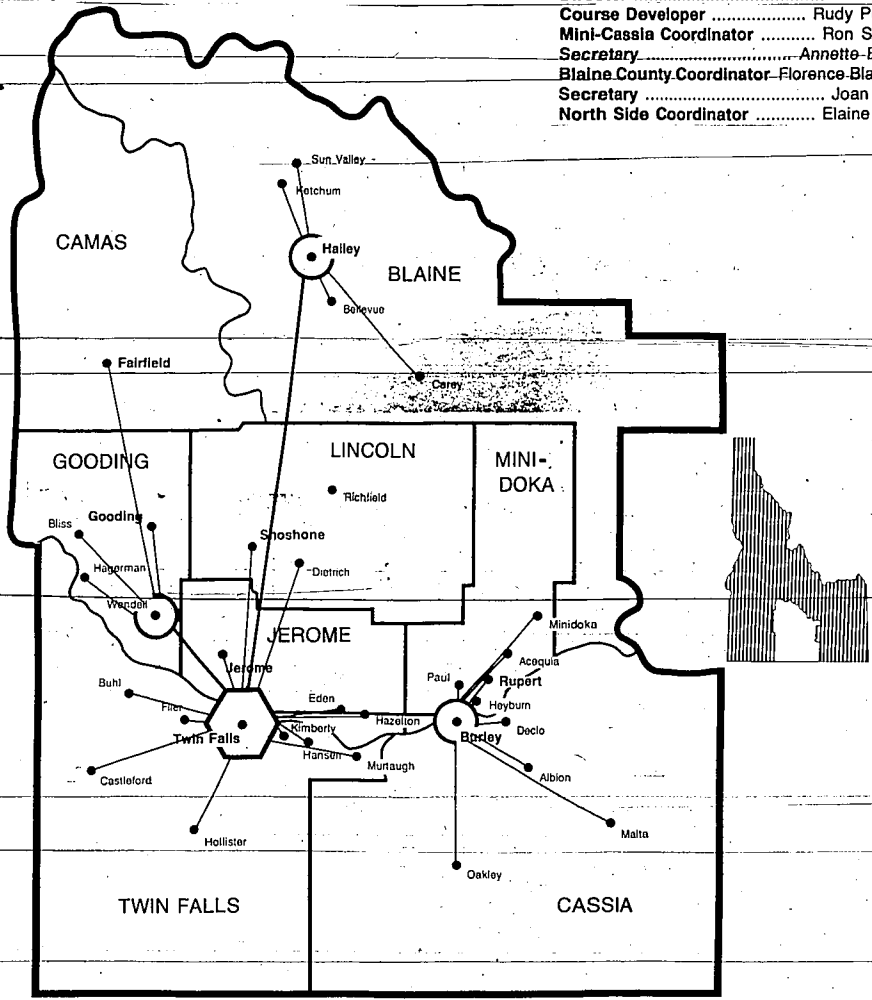 Course Developer .................. Rudy P
Mini-Cassia Coordinator .......... Ron S
Secretary ............................ Annette E
Blaine County Coordinator Florence Bla
Secretary .................................. Joan
North Side Coordinator ............ Elaine
Sun Valley
Ketchum
CAMAS
Hailey
BLAINE
Bellevue
Fairfield
Carey
GOODING
LINCOLN
MINI-
DOKA
Richfield
Bliss
Gooding
Shoshone
Hagerman
Dietrich
Wendell
Minidoka
JEROME
Jerome
Acequia
Paul
Rupert
Buhl
Eden
Heyburn
Filer
Hazelton
Declo
Kimberly
Twin Falls
Burley
Hansen
Murtaugh
Castleford
Albion
Malta
Hollister
Oakley
TWIN FALLS
CASSIA